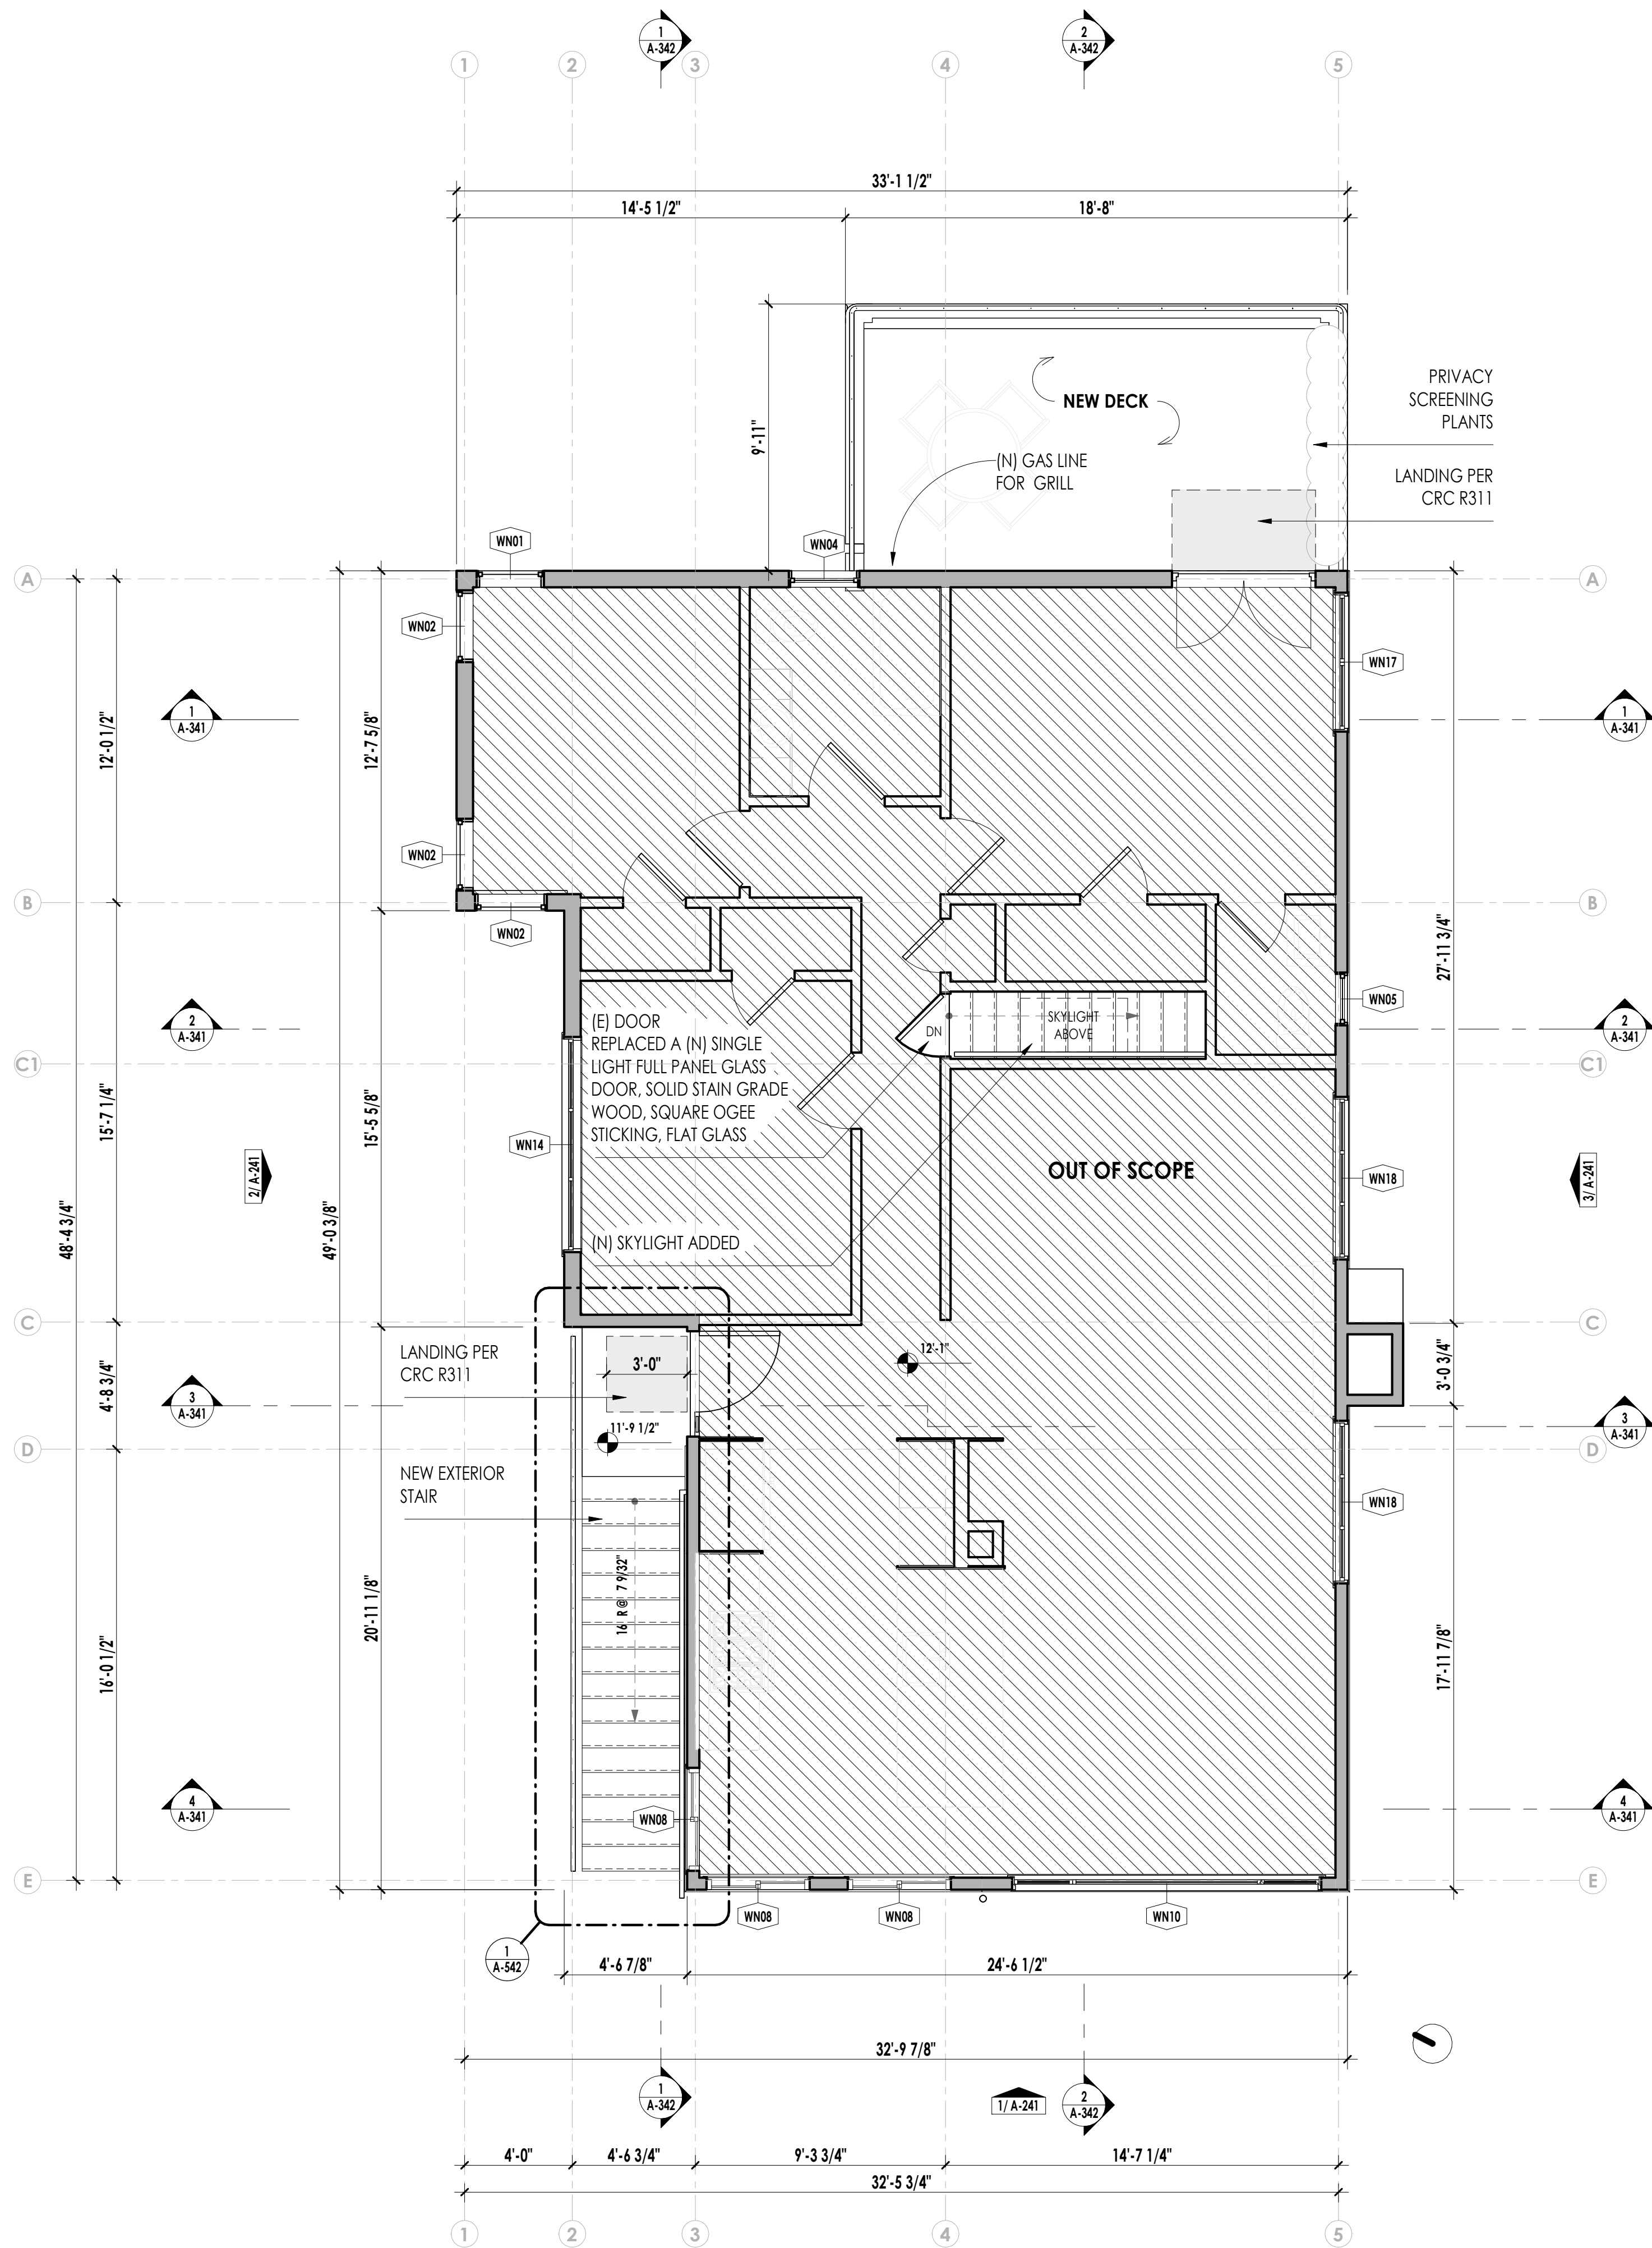 1
A-342
2
A-342
1
2
3
4
5
33'-1 1/2"
14'-5 1/2"
18'-8"
9'-11"
NEW DECK
(N) GAS LINE
FOR GRILL
PRIVACY
SCREENING
PLANTS
LANDING PER
CRC R311
WN01
WN04
A
A
WN02
WN17
1
A-341
12'-0 1/2"
12'-7 5/8"
1
A-341
WN02
B
WN02
B
27'-11 3/4"
WN05
2
A-341
2
A-341
SKYLIGHT
ABOVE
DN
(E) DOOR
REPLACED A (N) SINGLE
LIGHT FULL PANEL GLASS
DOOR, SOLID STAIN GRADE
WOOD, SQUARE OGEE
STICKING, FLAT GLASS
C1
C1
15'-7 1/4"
15'-5 5/8"
WN14
OUT OF SCOPE
WN18
2/ A-241
3/ A-241
48'-4 3/4"
49'-0 3/8"
(N) SKYLIGHT ADDED
C
C
LANDING PER
CRC R311
3'-0"
12'-1"
3'-0 3/4"
4'-8 3/4"
3
A-341
3
A-341
11'-9 1/2"
D
D
NEW EXTERIOR
STAIR
WN18
16 R @ 7 9/32"
20'-11 1/8"
16'-0 1/2"
17'-11 7/8"
4
A-341
WN08
4
A-341
E
E
WN08
WN08
WN10
1
A-542
4'-6 7/8"
24'-6 1/2"
32'-9 7/8"
1
A-342
1/ A-241
2
A-342
4'-0"
4'-6 3/4"
9'-3 3/4"
14'-7 1/4"
32'-5 3/4"
1
2
3
4
5